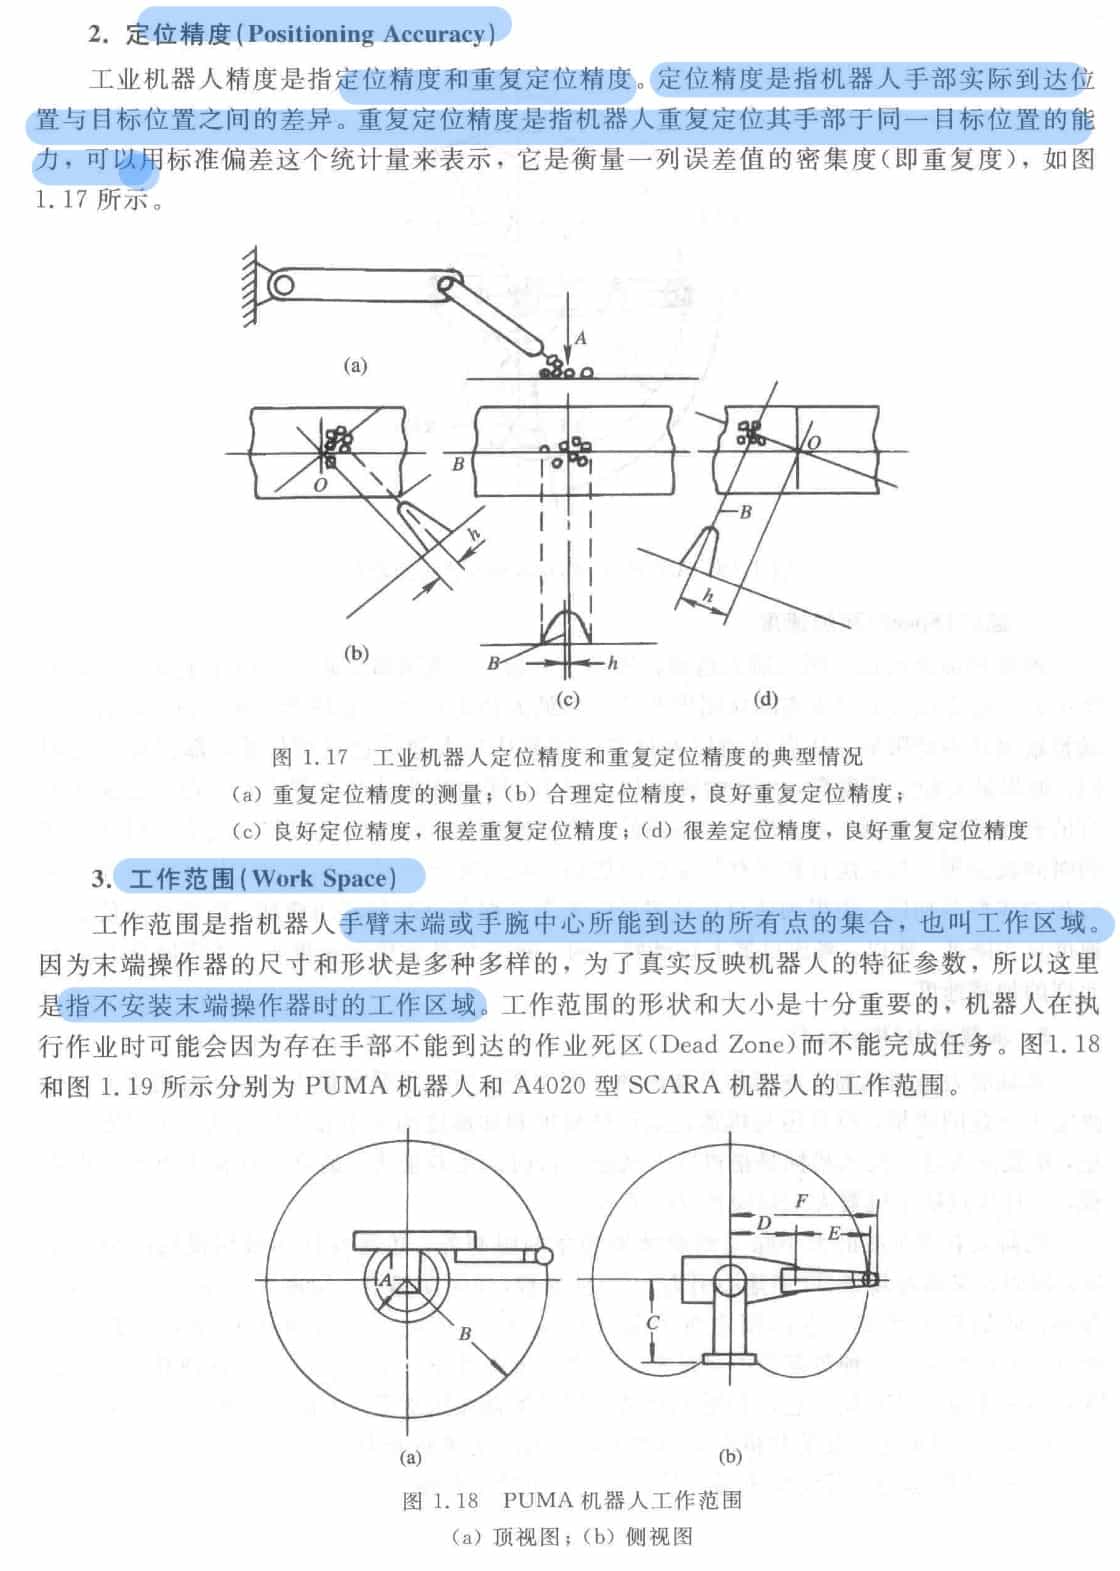 2. 定位精度(Positioning Accuracy)
工业机器人精度是指定位精度和重复定位精度。定位精度是指机器人手部实际到达位
置与目标位置之间的差异。重复定位精度是指机器人重复定位其手部于同一目标位置的能
力，可以用标准偏差这个统计量来表示，它是衡量一列误差值的密集度(即重复度)，如图
1.17 所示。
A
(a)
O
h
(b)
B
B
h
(c)
O
B
h
(d)
图 1.17 工业机器人定位精度和重复定位精度的典型情况
(a) 重复定位精度的测量；(b) 合理定位精度，良好重复定位精度；
(c) 良好定位精度，很差重复定位精度；(d) 很差定位精度，良好重复定位精度
3. 工作范围(Work Space)
工作范围是指机器人手臂末端或手腕中心所能到达的所有点的集合，也叫工作区域。
因为末端操作器的尺寸和形状是多种多样的，为了真实反映机器人的特征参数，所以这里
是指不安装末端操作器时的工作区域。工作范围的形状和大小是十分重要的，机器人在执
行作业时可能会因为存在手部不能到达的作业死区(Dead Zone)而不能完成任务。图1.18
和图 1.19 所示分别为 PUMA 机器人和 A4020 型 SCARA 机器人的工作范围。
A
B
(a)
F
D
E
C
(b)
图 1.18 PUMA 机器人工作范围
(a) 顶视图；(b) 侧视图